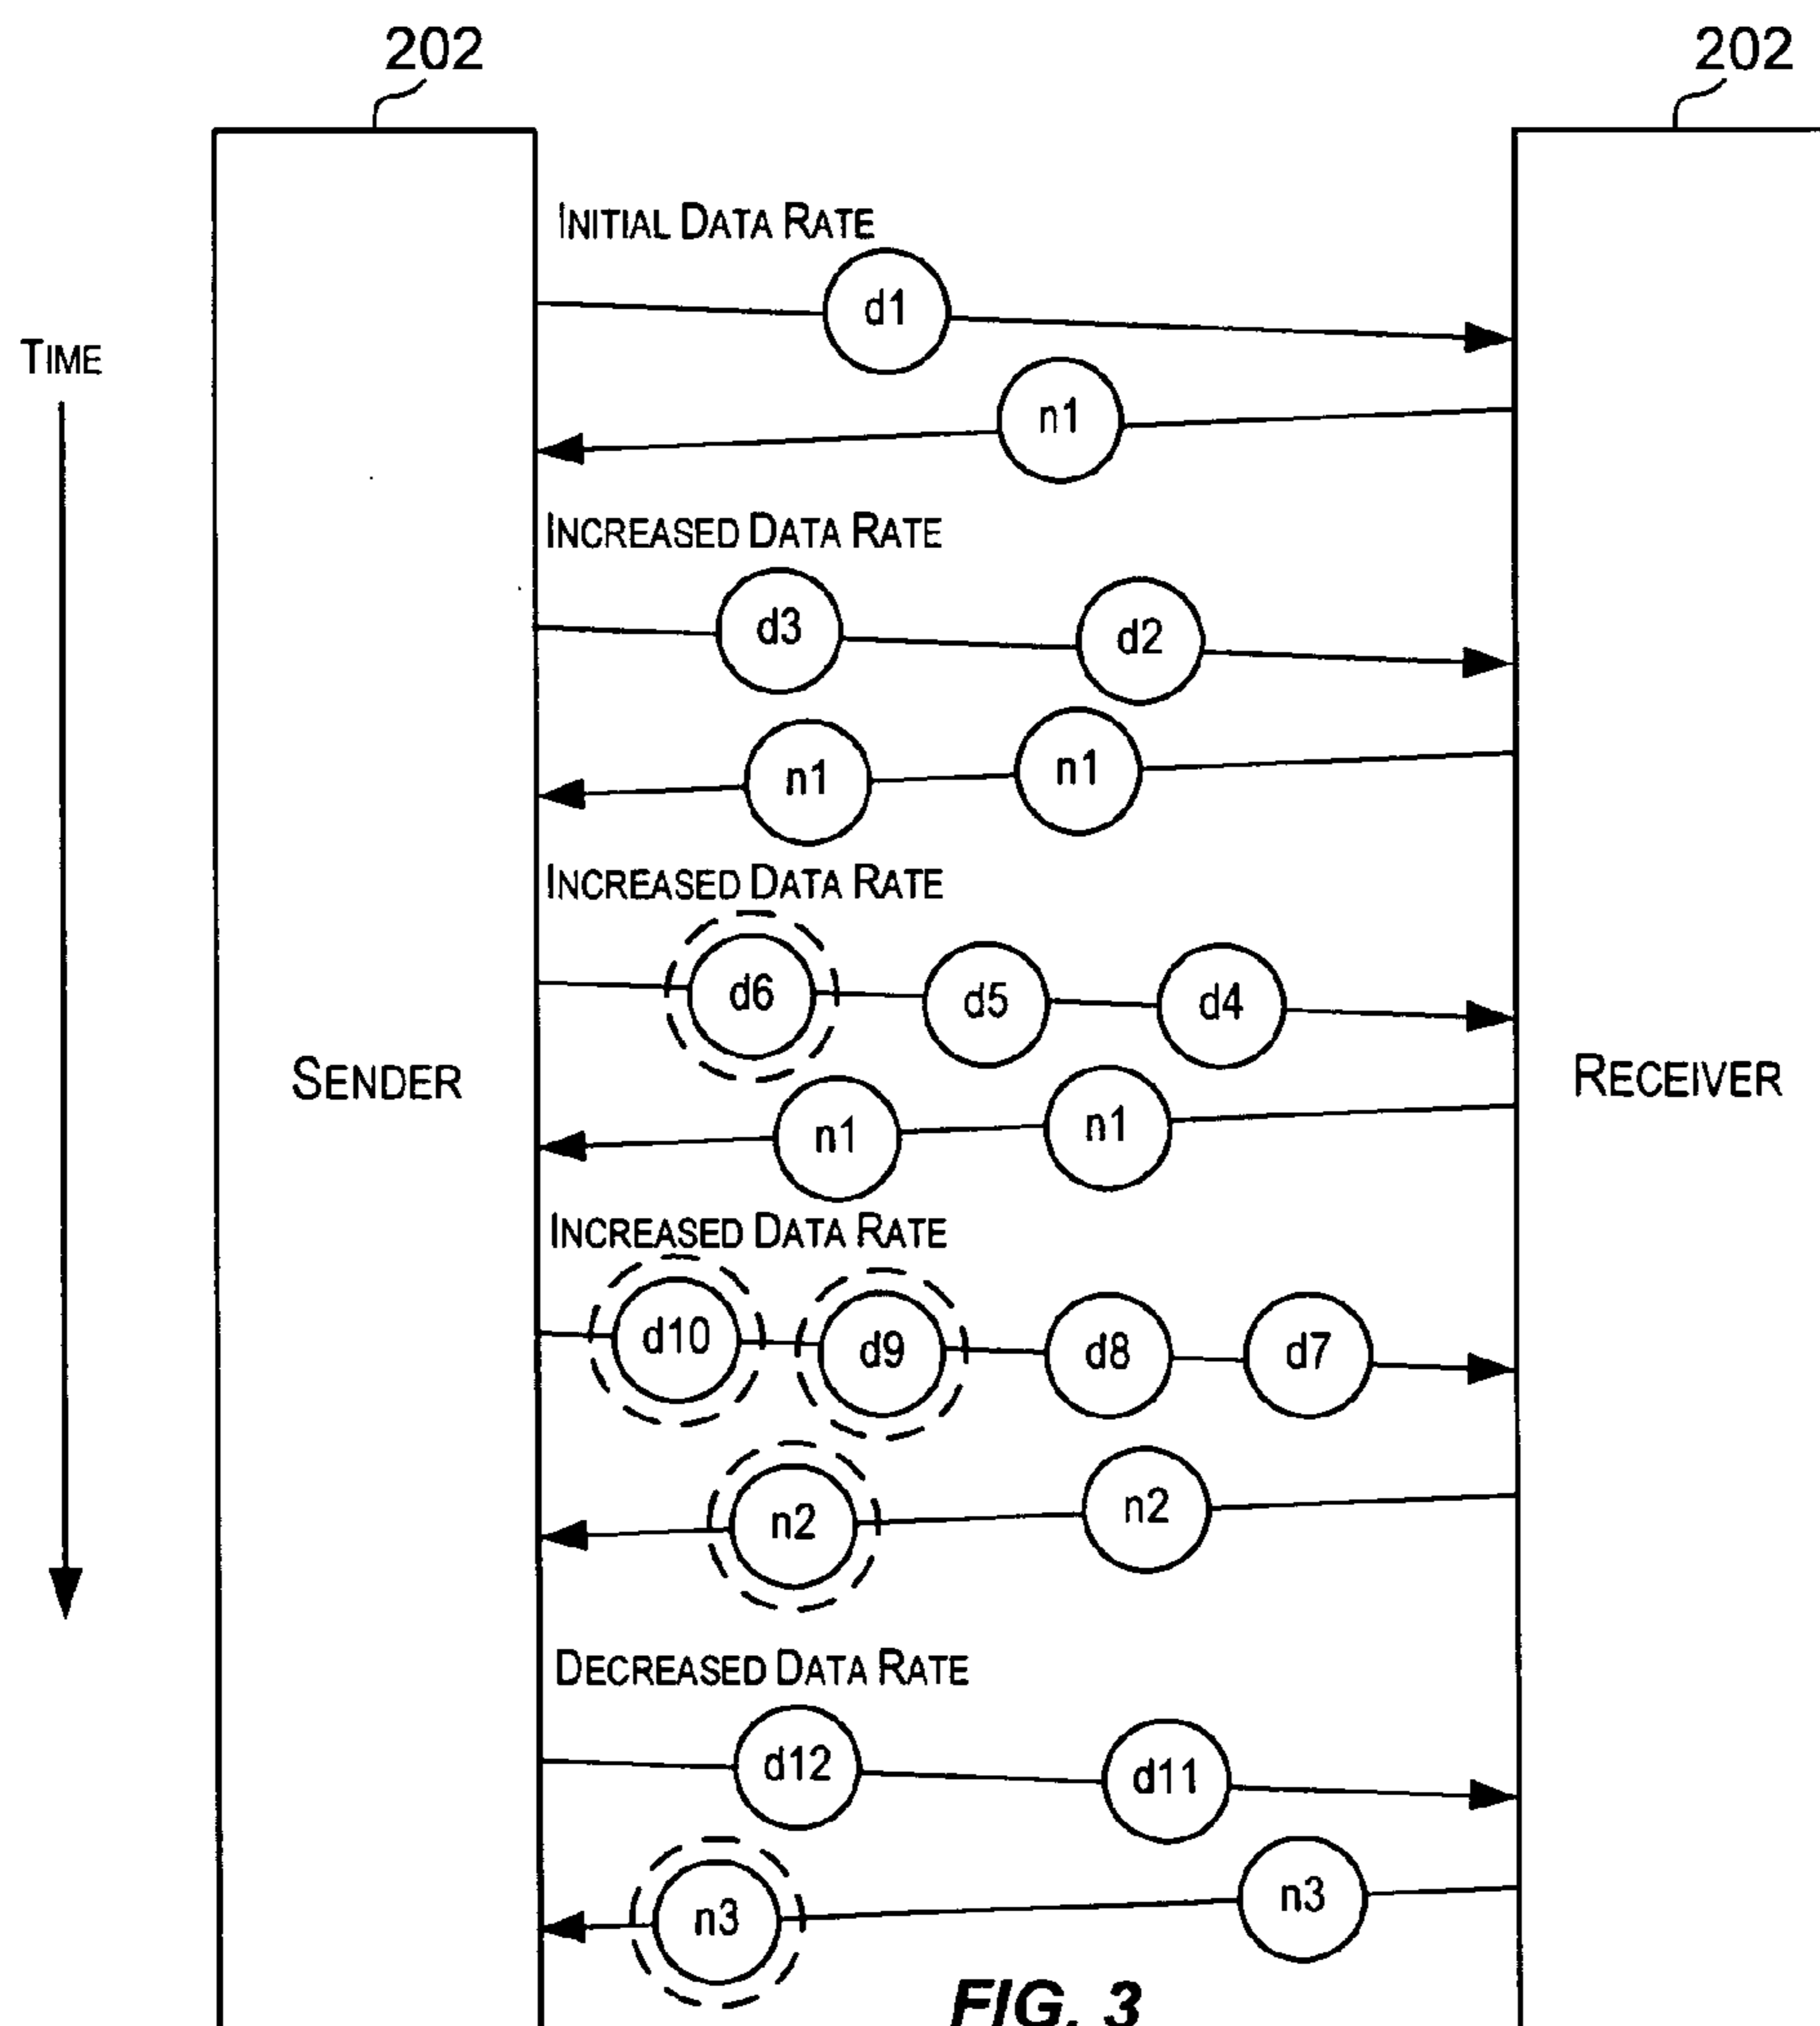 202 202
INITIAL DATA RATE
d1
TIME
n1
INCREASED DATA RATE
d3 d2
n1 n1
INCREASED DATA RATE
d6 d5 d4
SENDER RECEIVER
n1 n1
INCREASED DATA RATE
d10 d9 d8 d7
n2 n2
DECREASED DATA RATE
d12 d11
n3 n3
FIG. 3